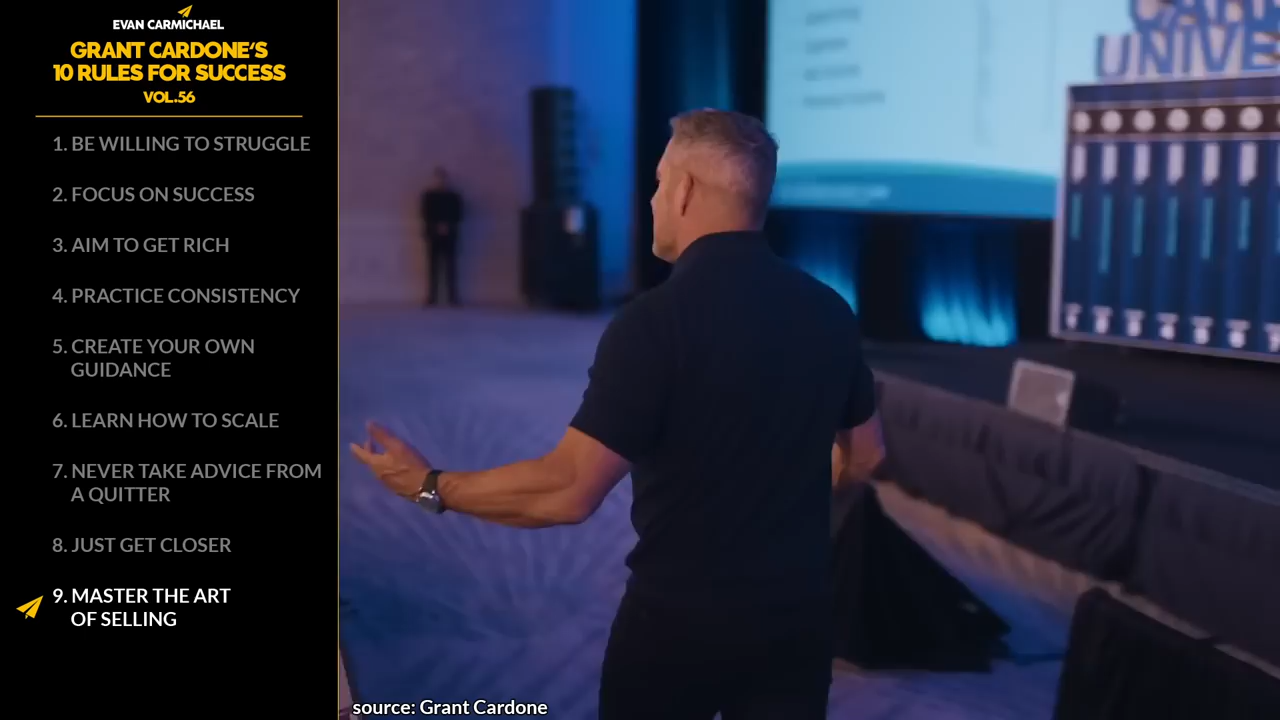 EVAN CARMICHAEL
GRANT CARDONE'S
10 RULES FOR SUCCESS
VOL.56
1. BE WILLING TO STRUGGLE
2. FOCUS ON SUCCESS
3. AIM TO GET RICH
4. PRACTICE CONSISTENCY
5. CREATE YOUR OWN
GUIDANCE
6. LEARN HOW TO SCALE
7. NEVER TAKE ADVICE FROM
A QUITTER
8. JUST GET CLOSER
9. MASTER THE ART
OF SELLING
source: Grant Cardone